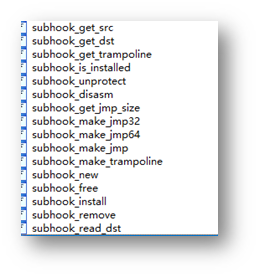 subhook_get_src
subhook_get_dst
subhook_get_trampoline
subhook_is_installed
subhook_unprotect
subhook_disasm
subhook_get_jmp_size
subhook_make_jmp32
subhook_make_jmp64
subhook_make_jmp
subhook_make_trampoline
subhook_new
subhook_free
subhook_install
subhook_remove
subhook_read_dst